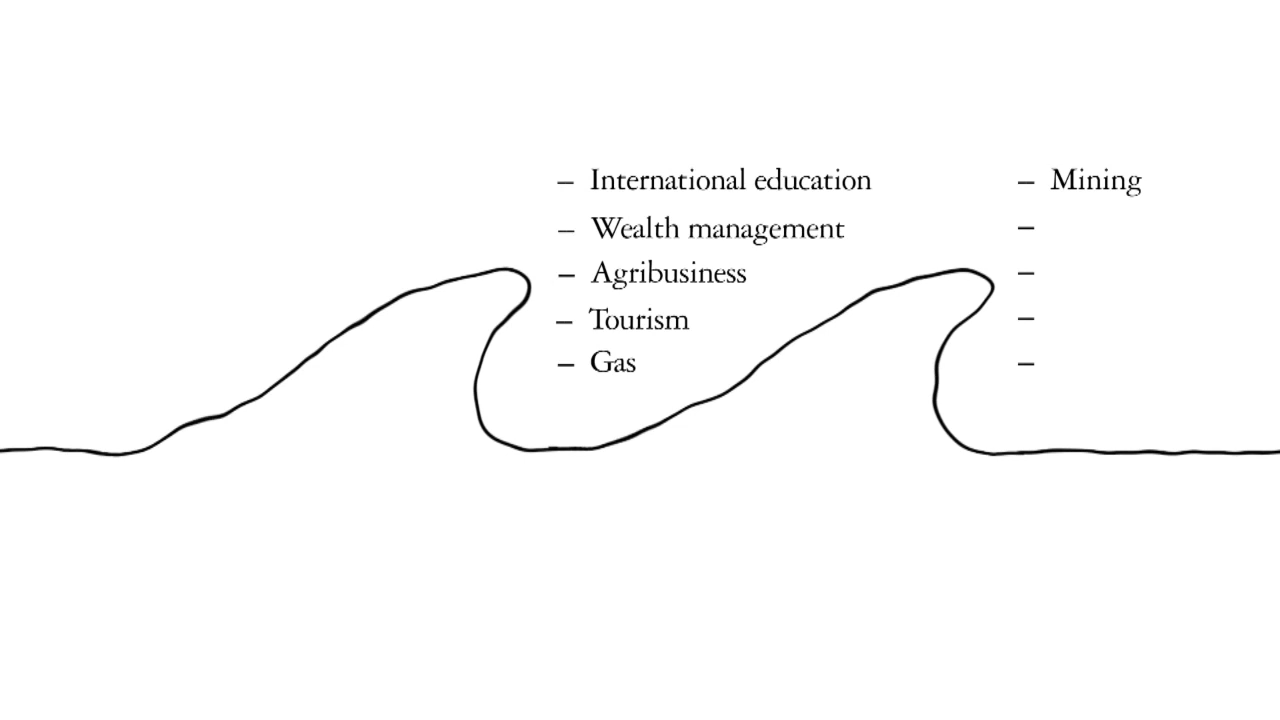 – International education
– Wealth management
– Agribusiness
– Tourism
– Gas
– Mining
–
–
–
–